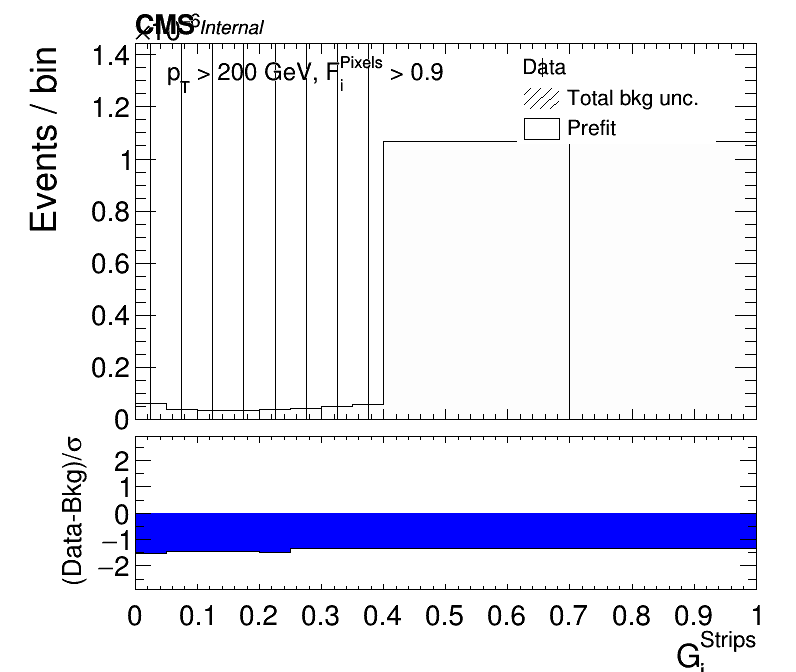 CMS Internal
×10⁶
p_T > 200 GeV, F_i^Pixels > 0.9
Data
Total bkg unc.
Prefit
Events / bin
1.4
1.2
1
0.8
0.6
0.4
0.2
0
(Data-Bkg)/σ
2
1
0
−1
−2
0 0.1 0.2 0.3 0.4 0.5 0.6 0.7 0.8 0.9 1
G_i^Strips